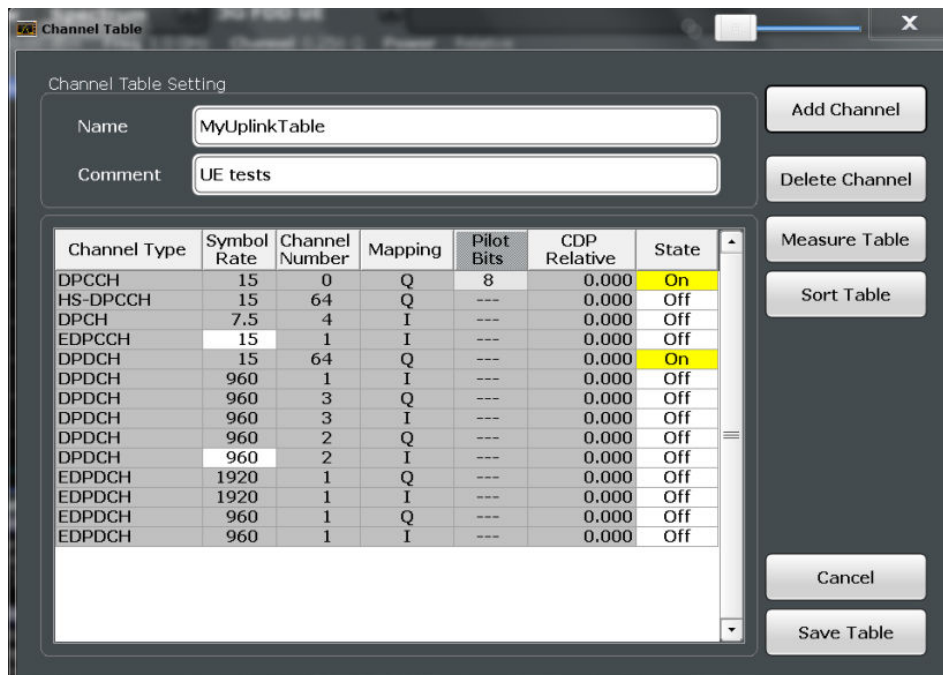 Channel Table
X
Channel Table Setting
Name MyUplinkTable
Comment UE tests
Add Channel
Delete Channel
Measure Table
Sort Table
Channel Type Symbol Rate Channel Number Mapping Pilot Bits CDP Relative State
DPCCH 15 0 Q 8 0.000 On
HS-DPCCH 15 64 Q --- 0.000 Off
DPCH 7.5 4 I --- 0.000 Off
EDPCCH 15 1 I --- 0.000 Off
DPDCH 15 64 Q --- 0.000 On
DPDCH 960 1 I --- 0.000 Off
DPDCH 960 3 Q --- 0.000 Off
DPDCH 960 3 I --- 0.000 Off
DPDCH 960 2 Q --- 0.000 Off
DPDCH 960 2 I --- 0.000 Off
EDPDCH 1920 1 Q --- 0.000 Off
EDPDCH 1920 1 I --- 0.000 Off
EDPDCH 960 1 Q --- 0.000 Off
EDPDCH 960 1 I --- 0.000 Off
Cancel
Save Table